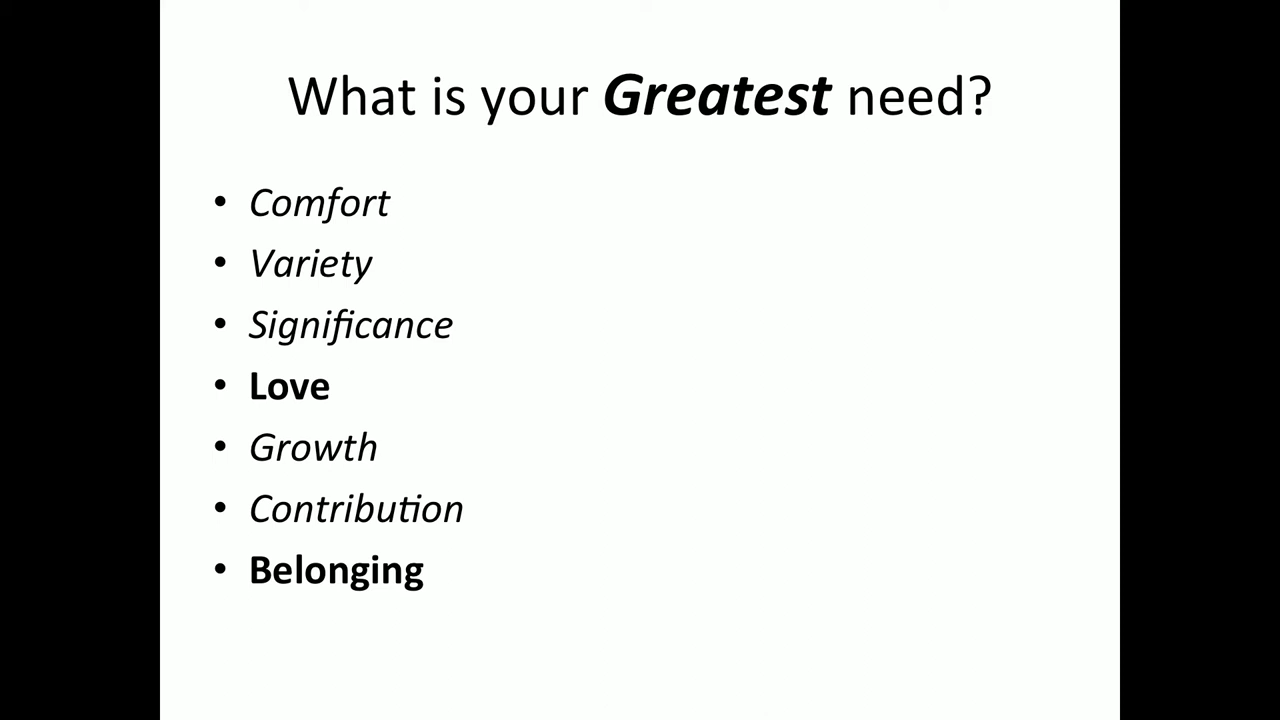 What is your Greatest need?
• Comfort
• Variety
• Significance
• Love
• Growth
• Contribution
• Belonging